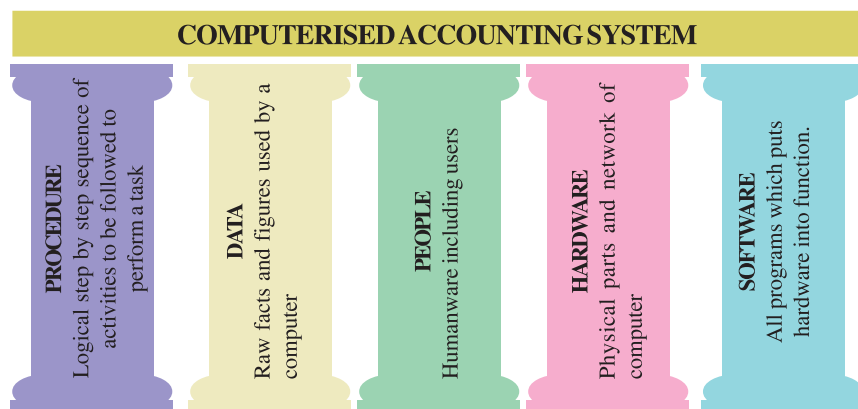 COMPUTERISED ACCOUNTING SYSTEM
PROCEDURE
Logical step by step sequence of
activities to be followed to
perform a task
DATA
Raw facts and figures used by a
computer
PEOPLE
Humanware including users
HARDWARE
Physical parts and network of
computer
SOFTWARE
All programs which puts
hardware into function.